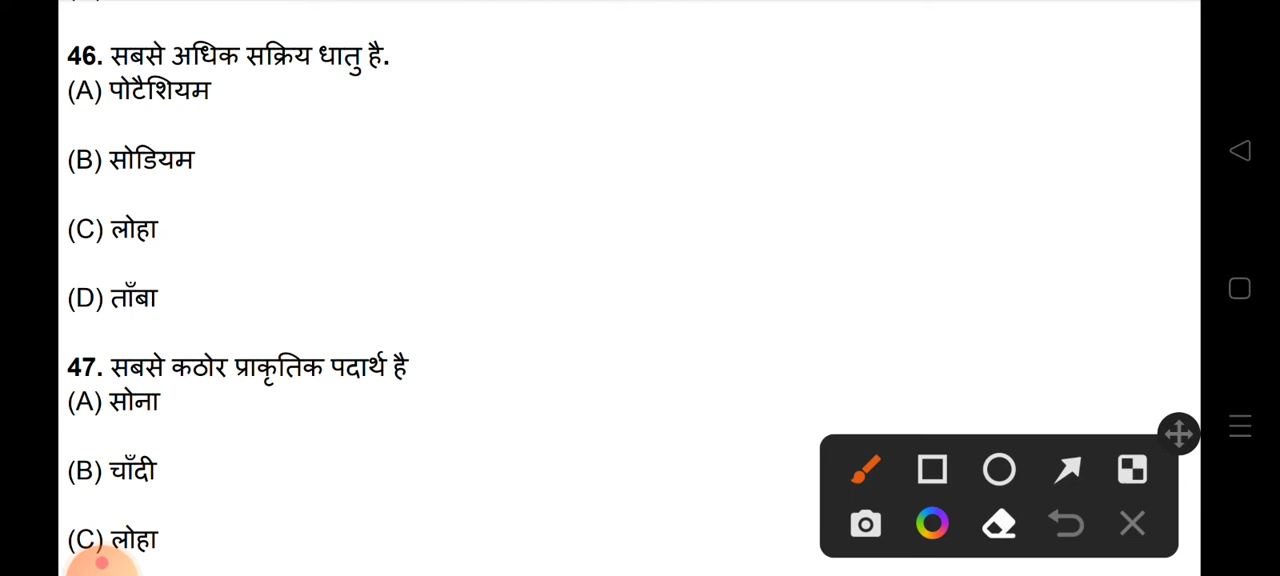 46. सबसे अधिक सक्रिय धातु है.
(A) पोटैशियम
(B) सोडियम
(C) लोहा
(D) ताँबा
47. सबसे कठोर प्राकृतिक पदार्थ है
(A) सोना
(B) चाँदी
(C) लोहा